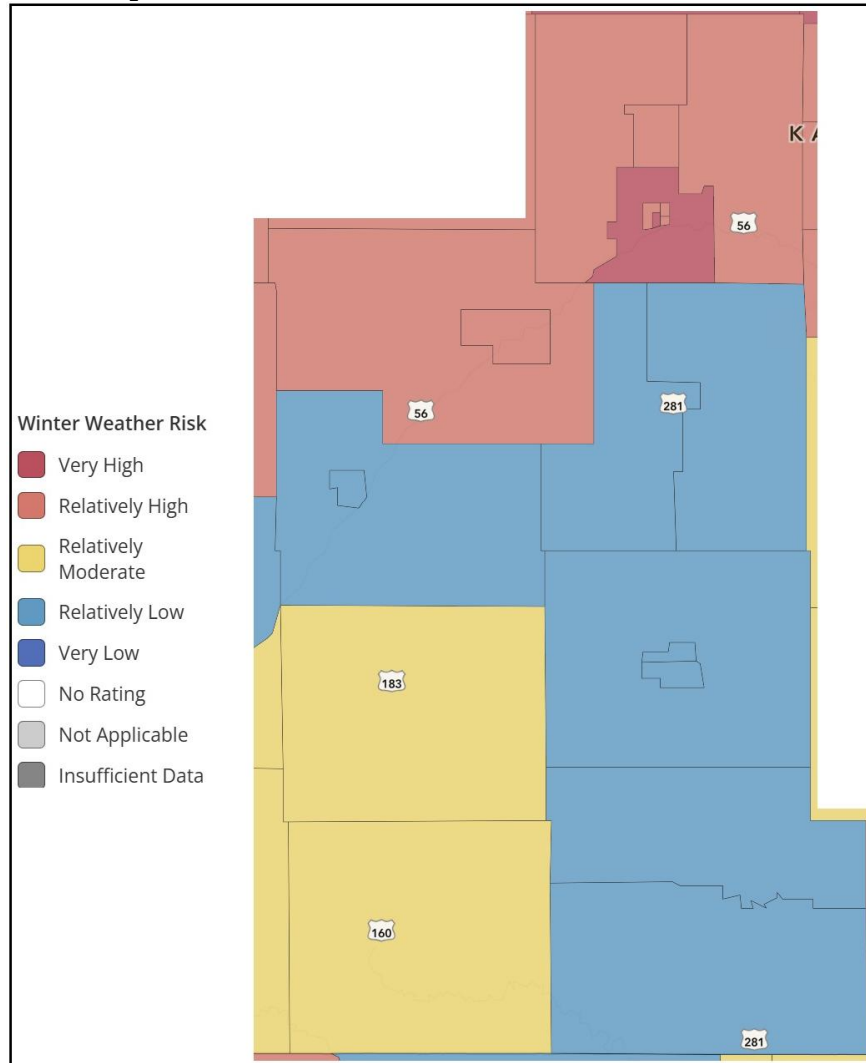 K A
56
281
56
Winter Weather Risk
Very High
Relatively High
Relatively
Moderate
Relatively Low
Very Low
No Rating
Not Applicable
Insufficient Data
183
160
281